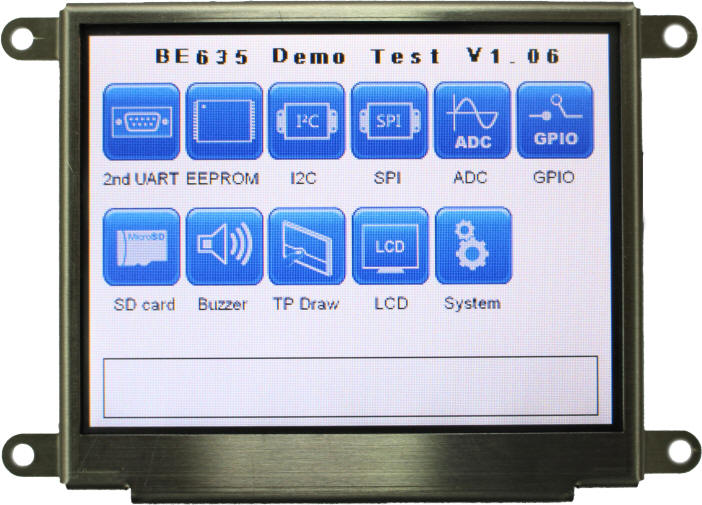 BE635 Demo Test V1.06
I²C SPI ADC GPIO
2nd UART EEPROM I2C SPI ADC GPIO
MicroSD LCD
SD card Buzzer TP Draw LCD System